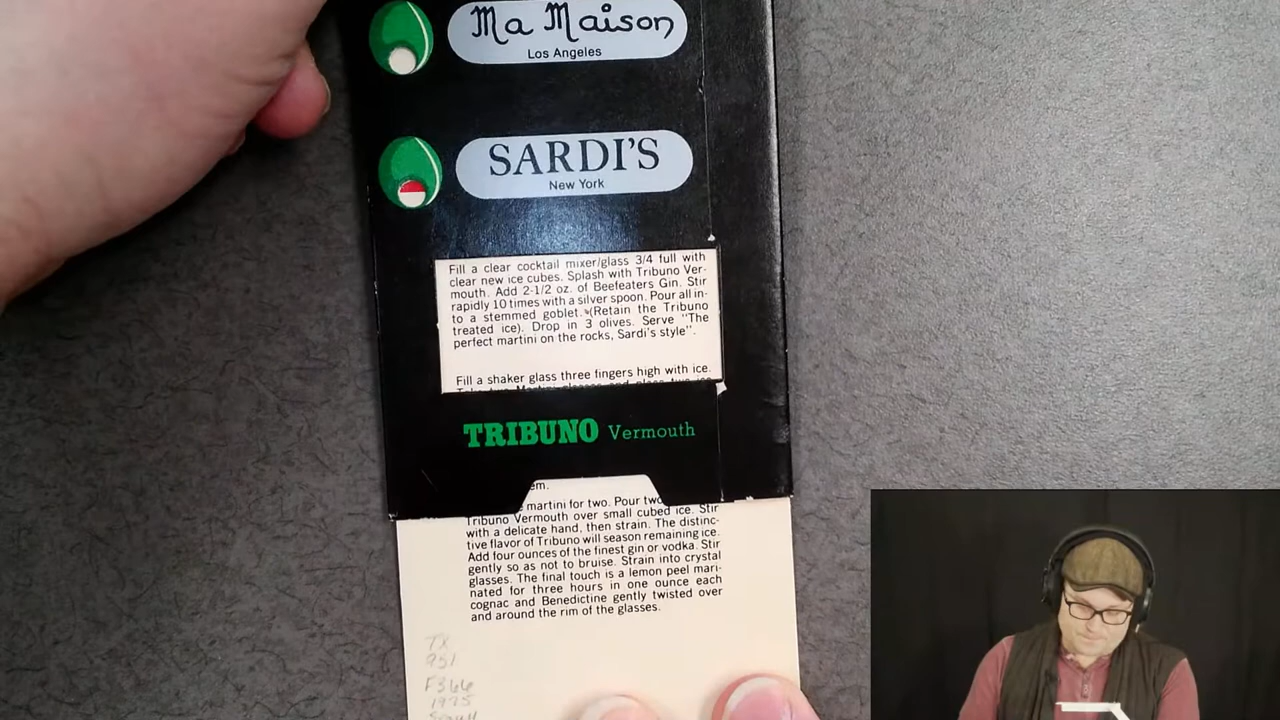 Ma Maison
Los Angeles
SARDI'S
New York
Fill a clear cocktail mixer/glass 3/4 full with
clear new ice cubes. Splash with Tribuno Ver-
mouth. Add 2-1/2 oz. of Beefeaters Gin. Stir
rapidly 10 times with a silver spoon. Pour all in-
to a stemmed goblet. (Retain the Tribuno
treated ice). Drop in 3 olives. Serve "The
perfect martini on the rocks, Sardi's style".
Fill a shaker glass three fingers high with ice.
TRIBUNO Vermouth
em.
martini for two. Pour two
Tribuno Vermouth over small cubed ice. Stir
with a delicate hand, then strain. The distinc-
tive flavor of Tribuno will season remaining ice.
Add four ounces of the finest gin or vodka. Stir
gently so as not to bruise. Strain into crystal
glasses. The final touch is a lemon peel mari-
nated for three hours in one ounce each
cognac and Benedictine gently twisted over
and around the rim of the glasses.
TX
951
F366
1975